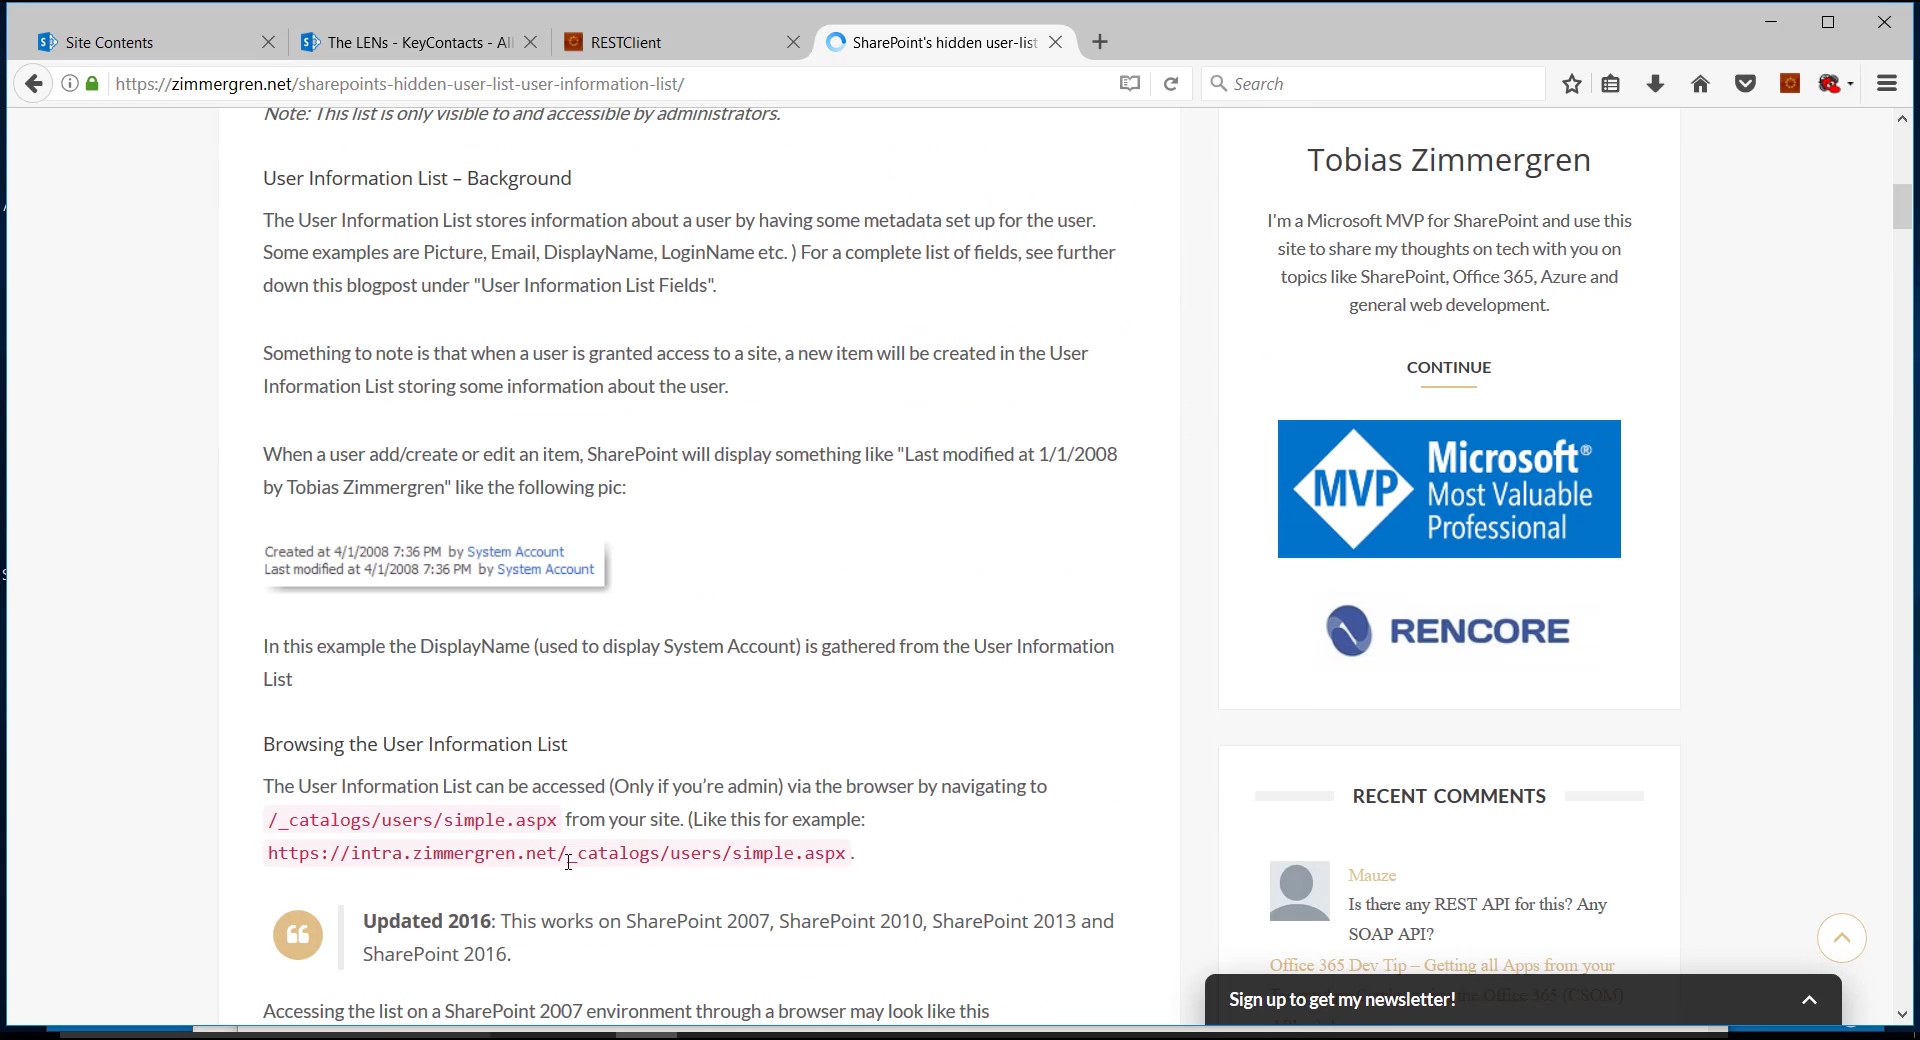 Site Contents
The LENs - KeyContacts - All
RESTClient
SharePoint's hidden user-list
https://zimmergren.net/sharepoints-hidden-user-list-user-information-list/
Search
Note: This list is only visible to and accessible by administrators.
User Information List – Background
The User Information List stores information about a user by having some metadata set up for the user.
Some examples are Picture, Email, DisplayName, LoginName etc. ) For a complete list of fields, see further
down this blogpost under "User Information List Fields".
Something to note is that when a user is granted access to a site, a new item will be created in the User
Information List storing some information about the user.
When a user add/create or edit an item, SharePoint will display something like "Last modified at 1/1/2008
by Tobias Zimmergren" like the following pic:
Created at 4/1/2008 7:36 PM by System Account
Last modified at 4/1/2008 7:36 PM by System Account
In this example the DisplayName (used to display System Account) is gathered from the User Information
List
Browsing the User Information List
The User Information List can be accessed (Only if you’re admin) via the browser by navigating to
/_catalogs/users/simple.aspx from your site. (Like this for example:
https://intra.zimmergren.net/_catalogs/users/simple.aspx .
Updated 2016: This works on SharePoint 2007, SharePoint 2010, SharePoint 2013 and
SharePoint 2016.
Accessing the list on a SharePoint 2007 environment through a browser may look like this
Tobias Zimmergren
I'm a Microsoft MVP for SharePoint and use this
site to share my thoughts on tech with you on
topics like SharePoint, Office 365, Azure and
general web development.
CONTINUE
MVP
Microsoft®
Most Valuable
Professional
RENCORE
RECENT COMMENTS
Mauze
Is there any REST API for this? Any
SOAP API?
Office 365 Dev Tip – Getting all Apps from your
Sign up to get my newsletter!